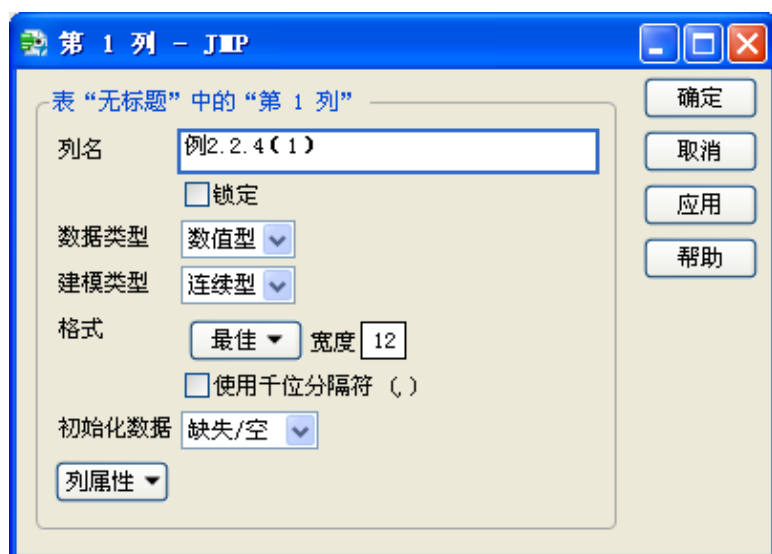 第 1 列 - JMP
表“无标题”中的“第 1 列”
列名 例2.2.4(1)
锁定
数据类型 数值型
建模类型 连续型
格式 最佳 宽度 12
使用千位分隔符 (,)
初始化数据 缺失/空
列属性
确定
取消
应用
帮助